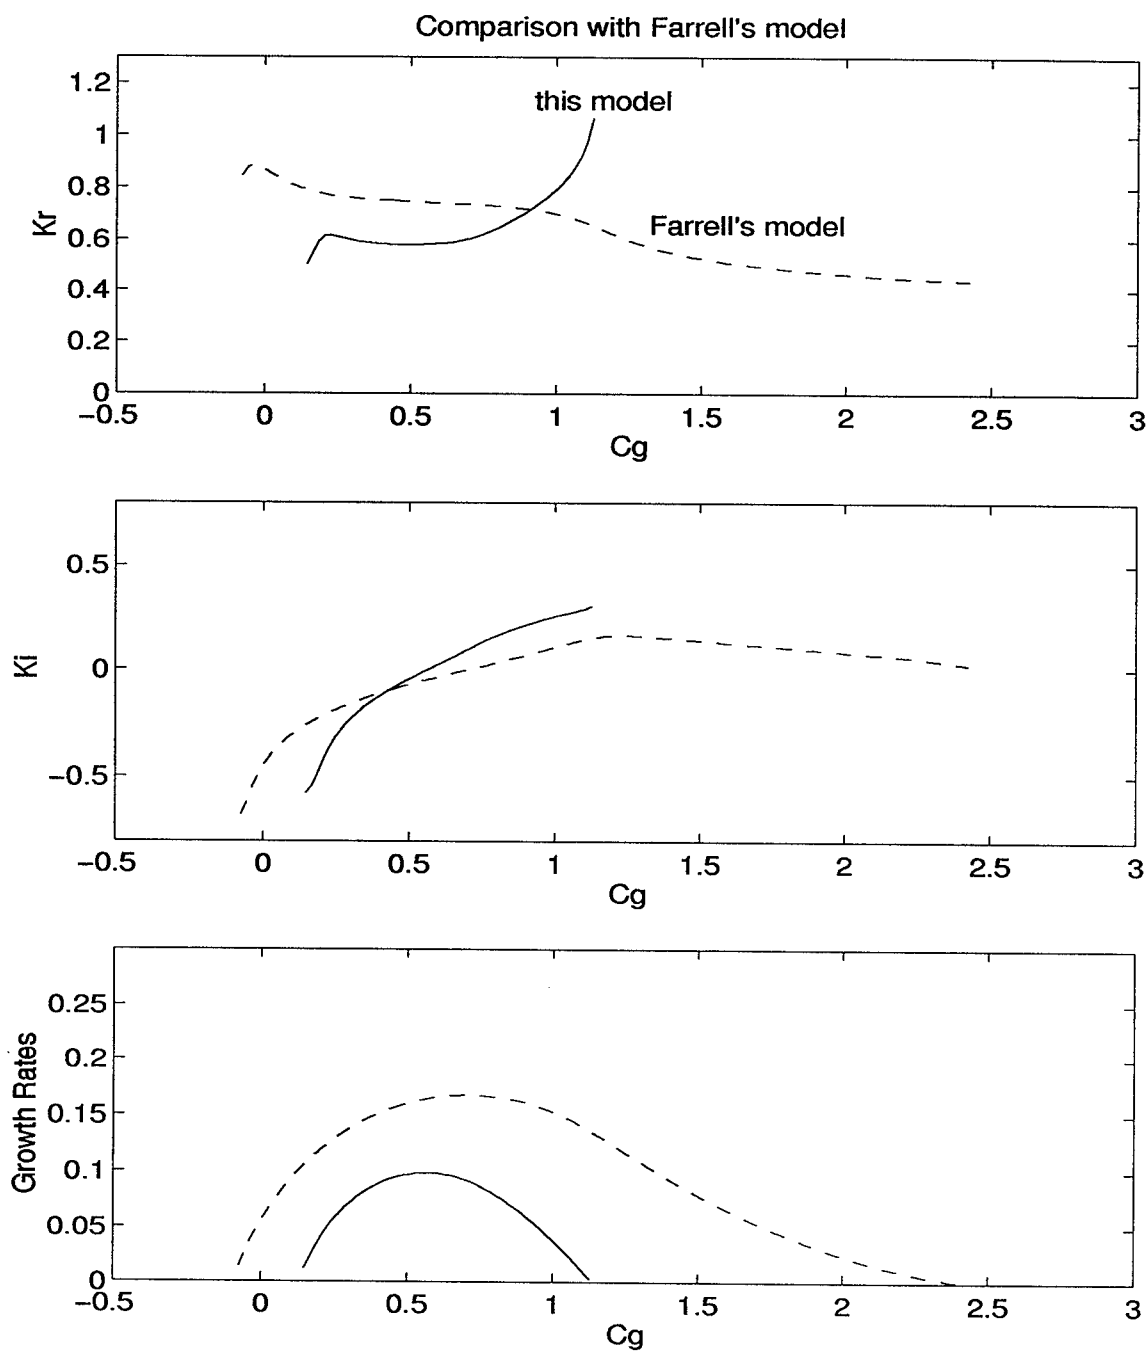 Comparison with Farrell's model
1.2
this model
1
0.8
Farrell's model
Kr
0.6
0.4
0.2
0
−0.5 0 0.5 1 1.5 2 2.5 3
Cg
0.5
Ki
0
−0.5
−0.5 0 0.5 1 1.5 2 2.5 3
Cg
Growth Rates
0.25
0.2
0.15
0.1
0.05
0
−0.5 0 0.5 1 1.5 2 2.5 3
Cg